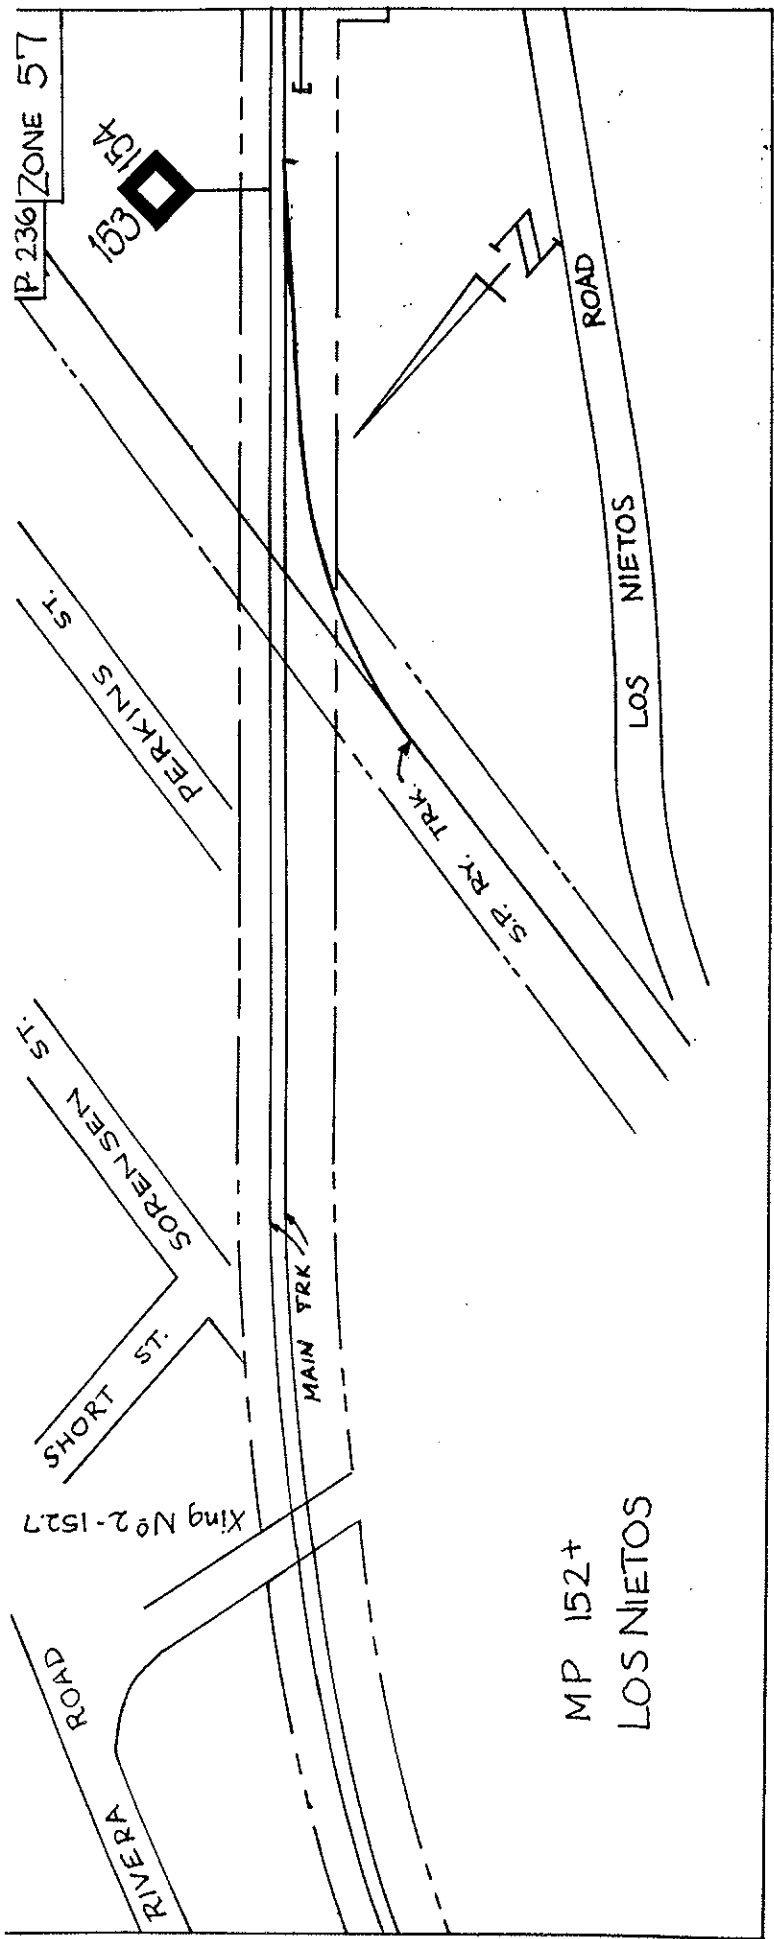 P. 236
ZONE 57
153
154
PERKINS ST.
SORENSEN ST.
SHORT ST.
Xing Nº 2-152.7
RIVERA ROAD
MAIN TRK
S.P. RY. TRK.
N
LOS NIETOS ROAD
MP 152+
LOS NIETOS